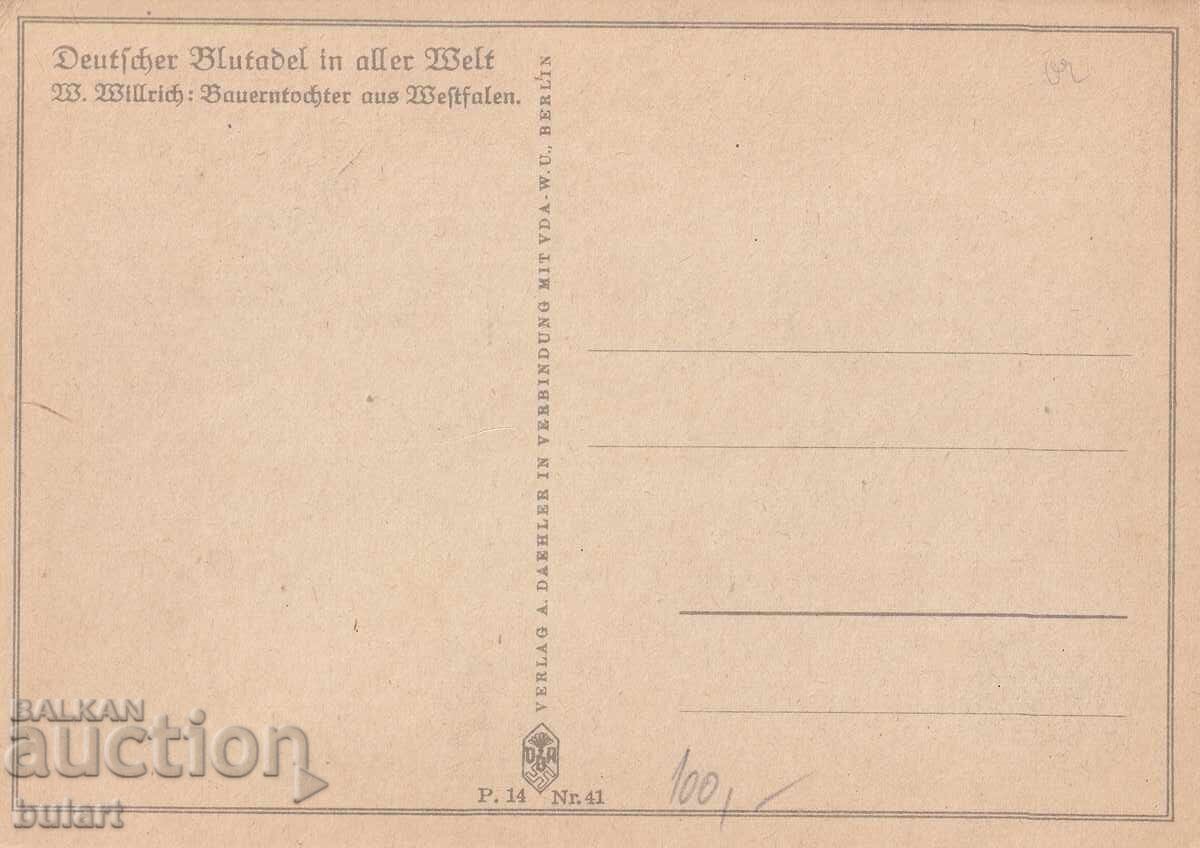 Deutscher Blutadel in aller Welt
W. Willrich: Bauerntochter aus Westfalen.
VERLAG A. DAEHLER IN VERBINDUNG MIT VDA-W.U., BERLIN
VDA
P. 14 Nr. 41
100,-
BALKAN
auction
bulart